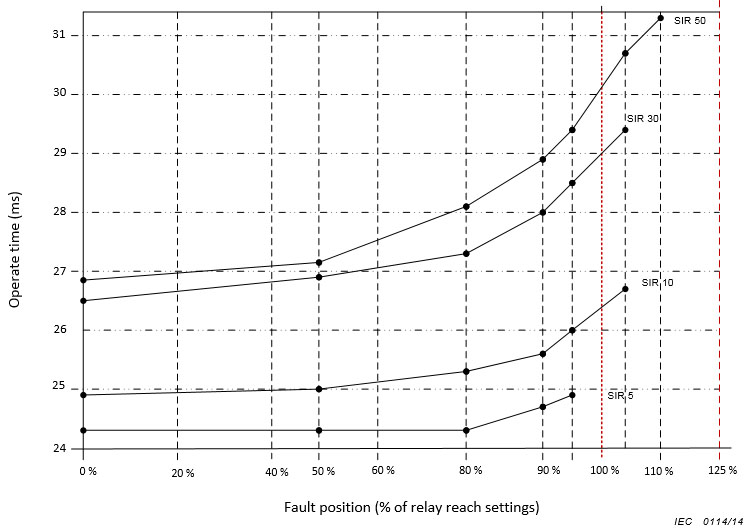 31
SIR 50
30
SIR 30
29
28
Operate time (ms)
27
SIR 10
26
25
SIR 5
24
0 % 20 % 40 % 50 % 60 % 80 % 90 % 100 % 110 % 125 %
Fault position (% of relay reach settings)
IEC 0114/14